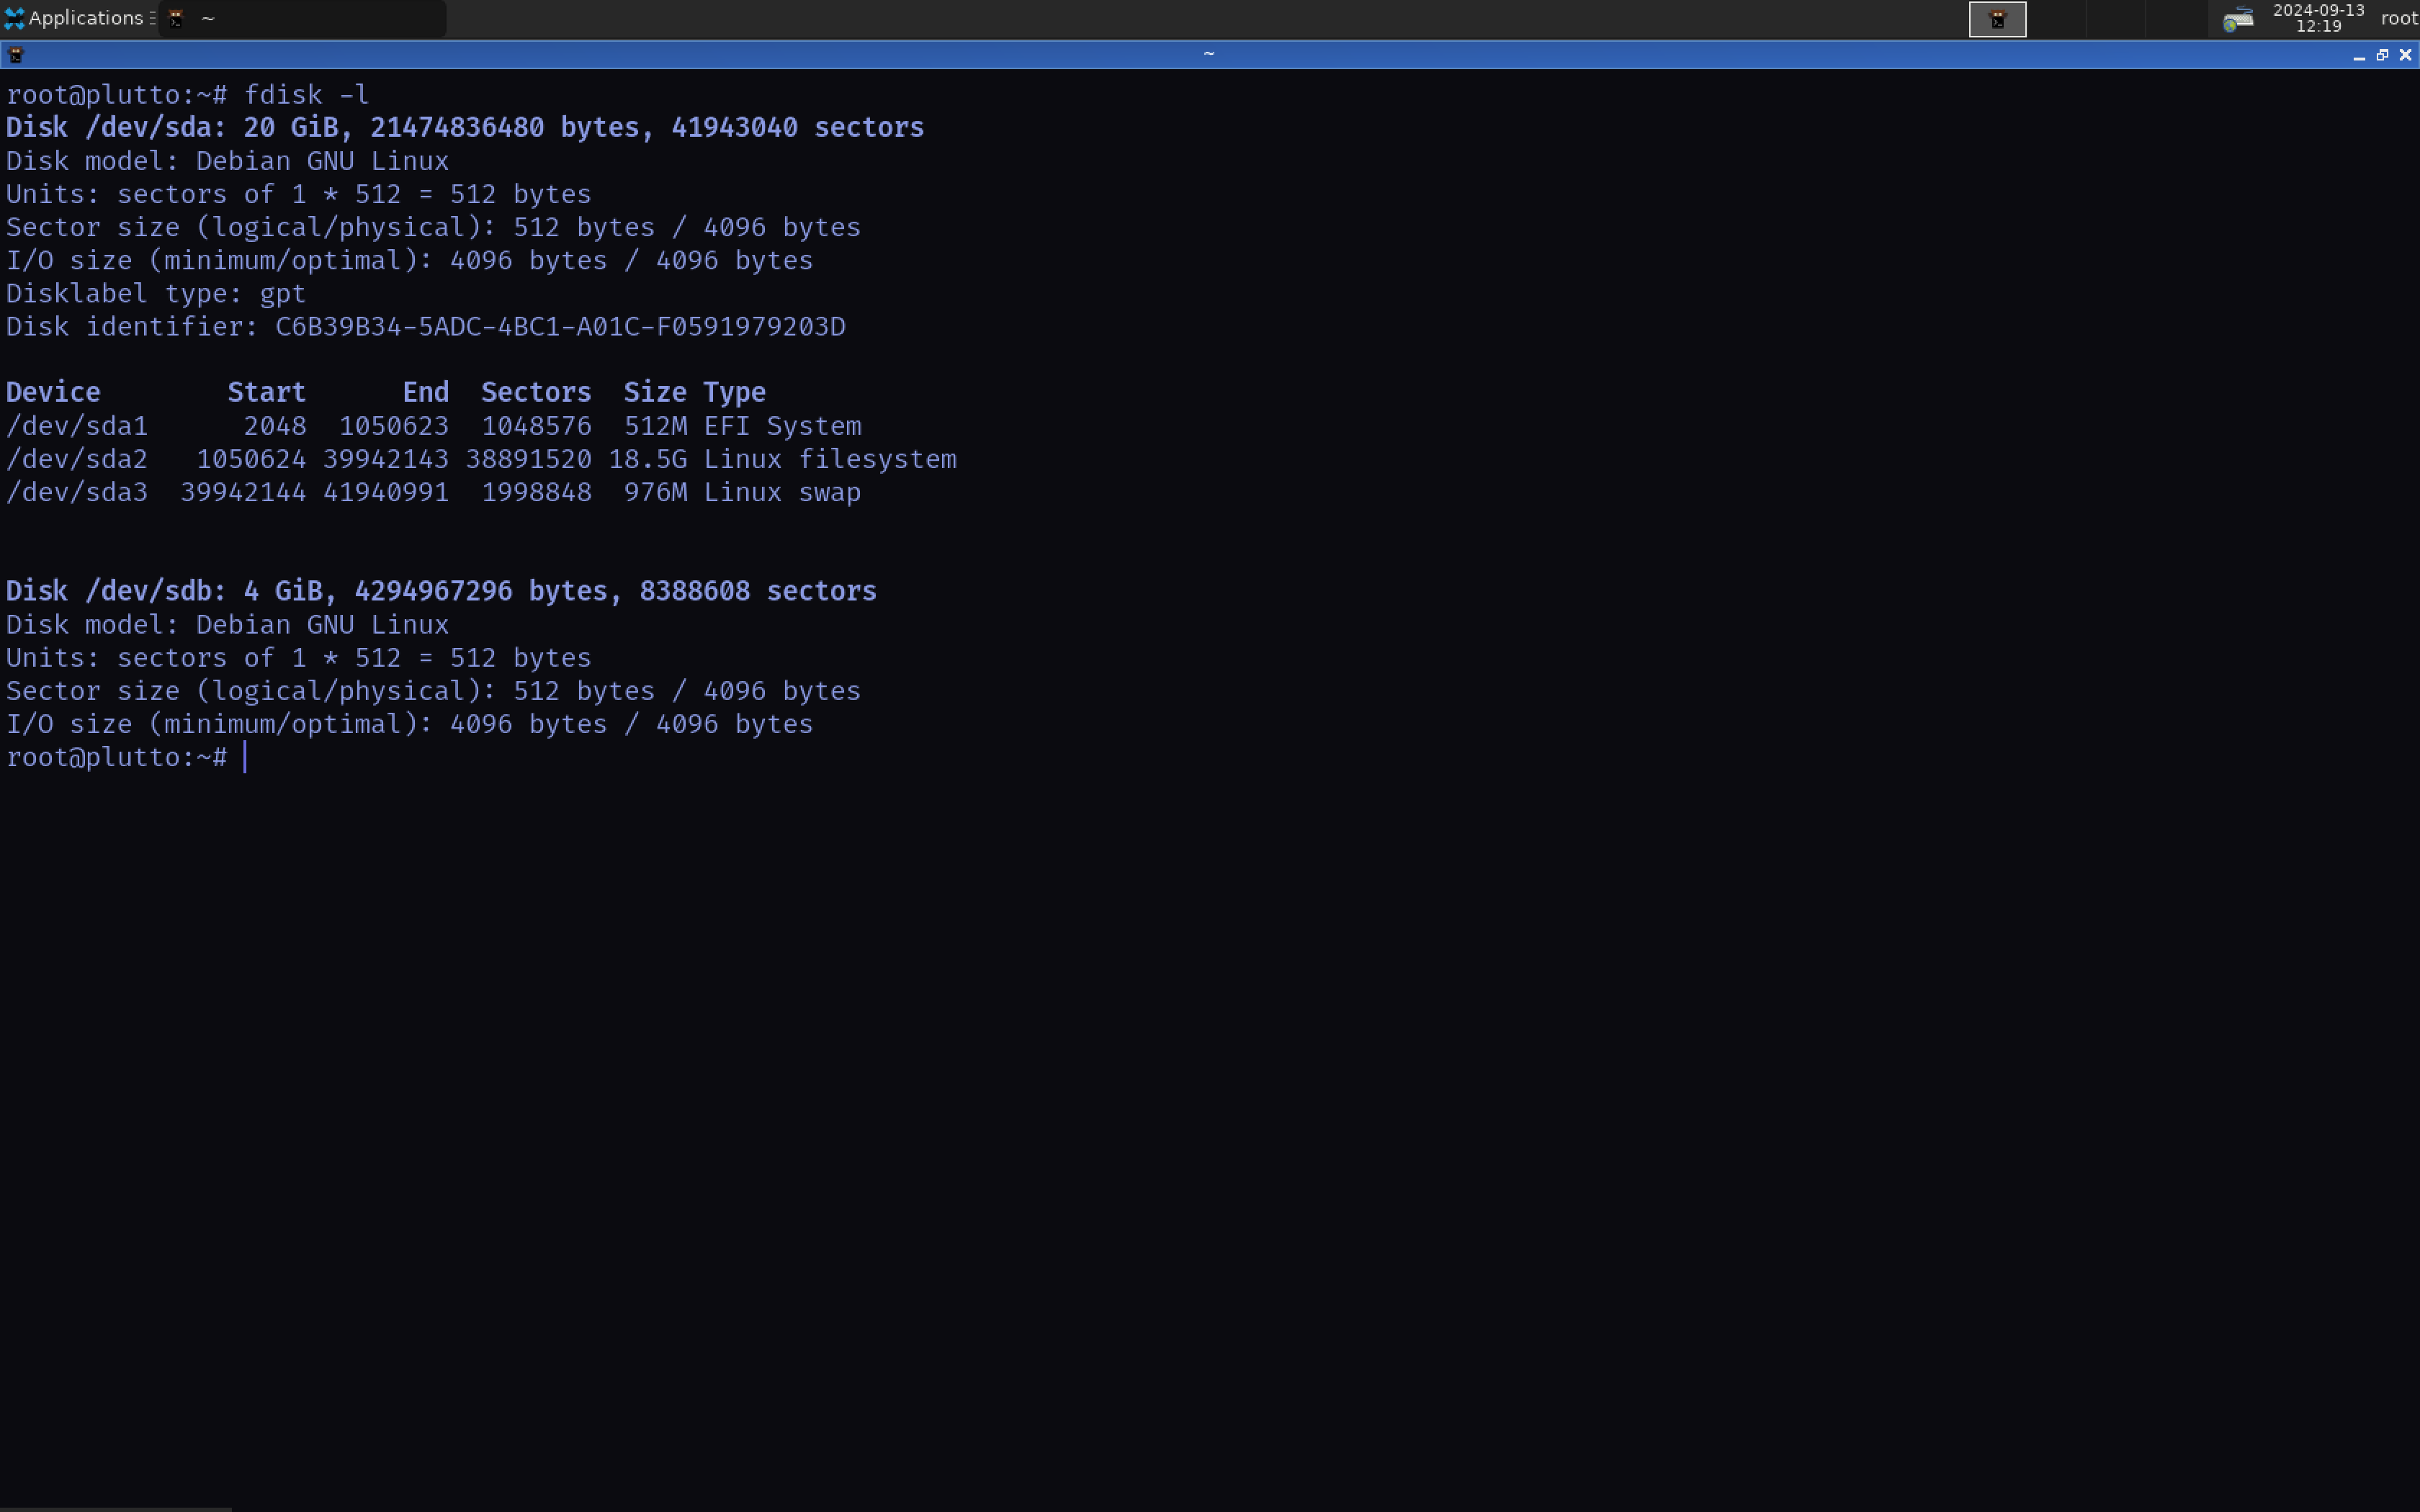 Applications ~ 2024-09-13 root
12:19
~
root@plutto:~# fdisk -l
Disk /dev/sda: 20 GiB, 21474836480 bytes, 41943040 sectors
Disk model: Debian GNU Linux
Units: sectors of 1 * 512 = 512 bytes
Sector size (logical/physical): 512 bytes / 4096 bytes
I/O size (minimum/optimal): 4096 bytes / 4096 bytes
Disklabel type: gpt
Disk identifier: C6B39B34-5ADC-4BC1-A01C-F0591979203D
Device Start End Sectors Size Type
/dev/sda1 2048 1050623 1048576 512M EFI System
/dev/sda2 1050624 39942143 38891520 18.5G Linux filesystem
/dev/sda3 39942144 41940991 1998848 976M Linux swap
Disk /dev/sdb: 4 GiB, 4294967296 bytes, 8388608 sectors
Disk model: Debian GNU Linux
Units: sectors of 1 * 512 = 512 bytes
Sector size (logical/physical): 512 bytes / 4096 bytes
I/O size (minimum/optimal): 4096 bytes / 4096 bytes
root@plutto:~#